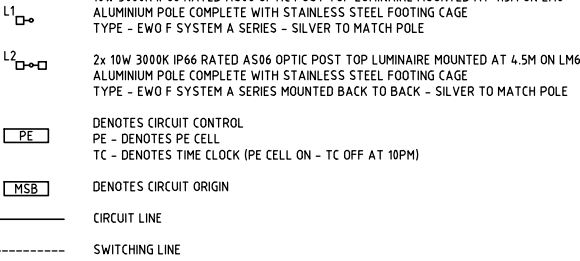 L1
ALUMINIUM POLE COMPLETE WITH STAINLESS STEEL FOOTING CAGE
TYPE - EWO F SYSTEM A SERIES - SILVER TO MATCH POLE
L2
2x 10W 3000K IP66 RATED AS06 OPTIC POST TOP LUMINAIRE MOUNTED AT 4.5M ON LM6
ALUMINIUM POLE COMPLETE WITH STAINLESS STEEL FOOTING CAGE
TYPE - EWO F SYSTEM A SERIES MOUNTED BACK TO BACK - SILVER TO MATCH POLE
PE
DENOTES CIRCUIT CONTROL
PE - DENOTES PE CELL
TC - DENOTES TIME CLOCK (PE CELL ON - TC OFF AT 10PM)
MSB
DENOTES CIRCUIT ORIGIN
CIRCUIT LINE
SWITCHING LINE